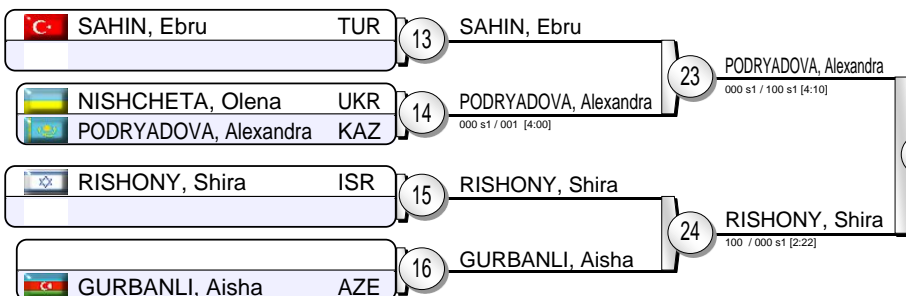 SAHIN, Ebru TUR
13
SAHIN, Ebru
NISHCHETA, Olena UKR
PODRYADOVA, Alexandra KAZ
14
PODRYADOVA, Alexandra
000 s1 / 001 [4:00]
23
PODRYADOVA, Alexandra
000 s1 / 100 s1 [4:10]
RISHONY, Shira ISR
15
RISHONY, Shira
GURBANLI, Aisha AZE
16
GURBANLI, Aisha
24
RISHONY, Shira
100 / 000 s1 [2:22]